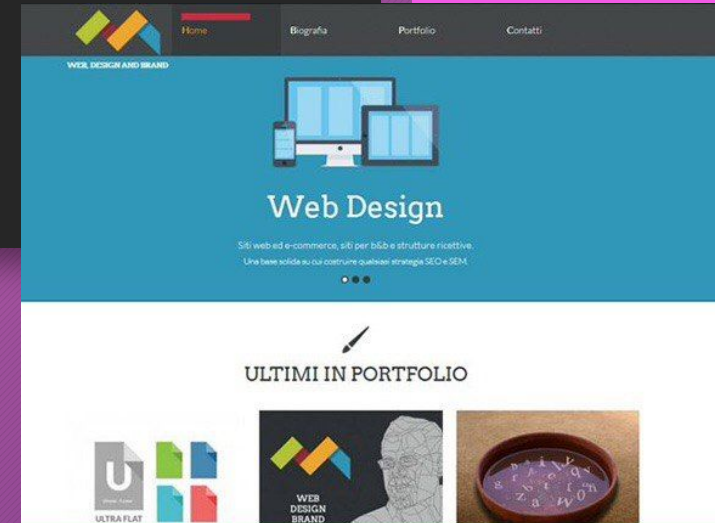 Home
Biografia
Portfolio
Contatti
WEB, DESIGN AND BRAND
Web Design
Siti web ed e-commerce, siti per b&b e strutture ricettive.
Una base solida su cui costruire qualsiasi strategia SEO e SEM.
ULTIMI IN PORTFOLIO
U
ULTRA FLAT
WEB
DESIGN
BRAND